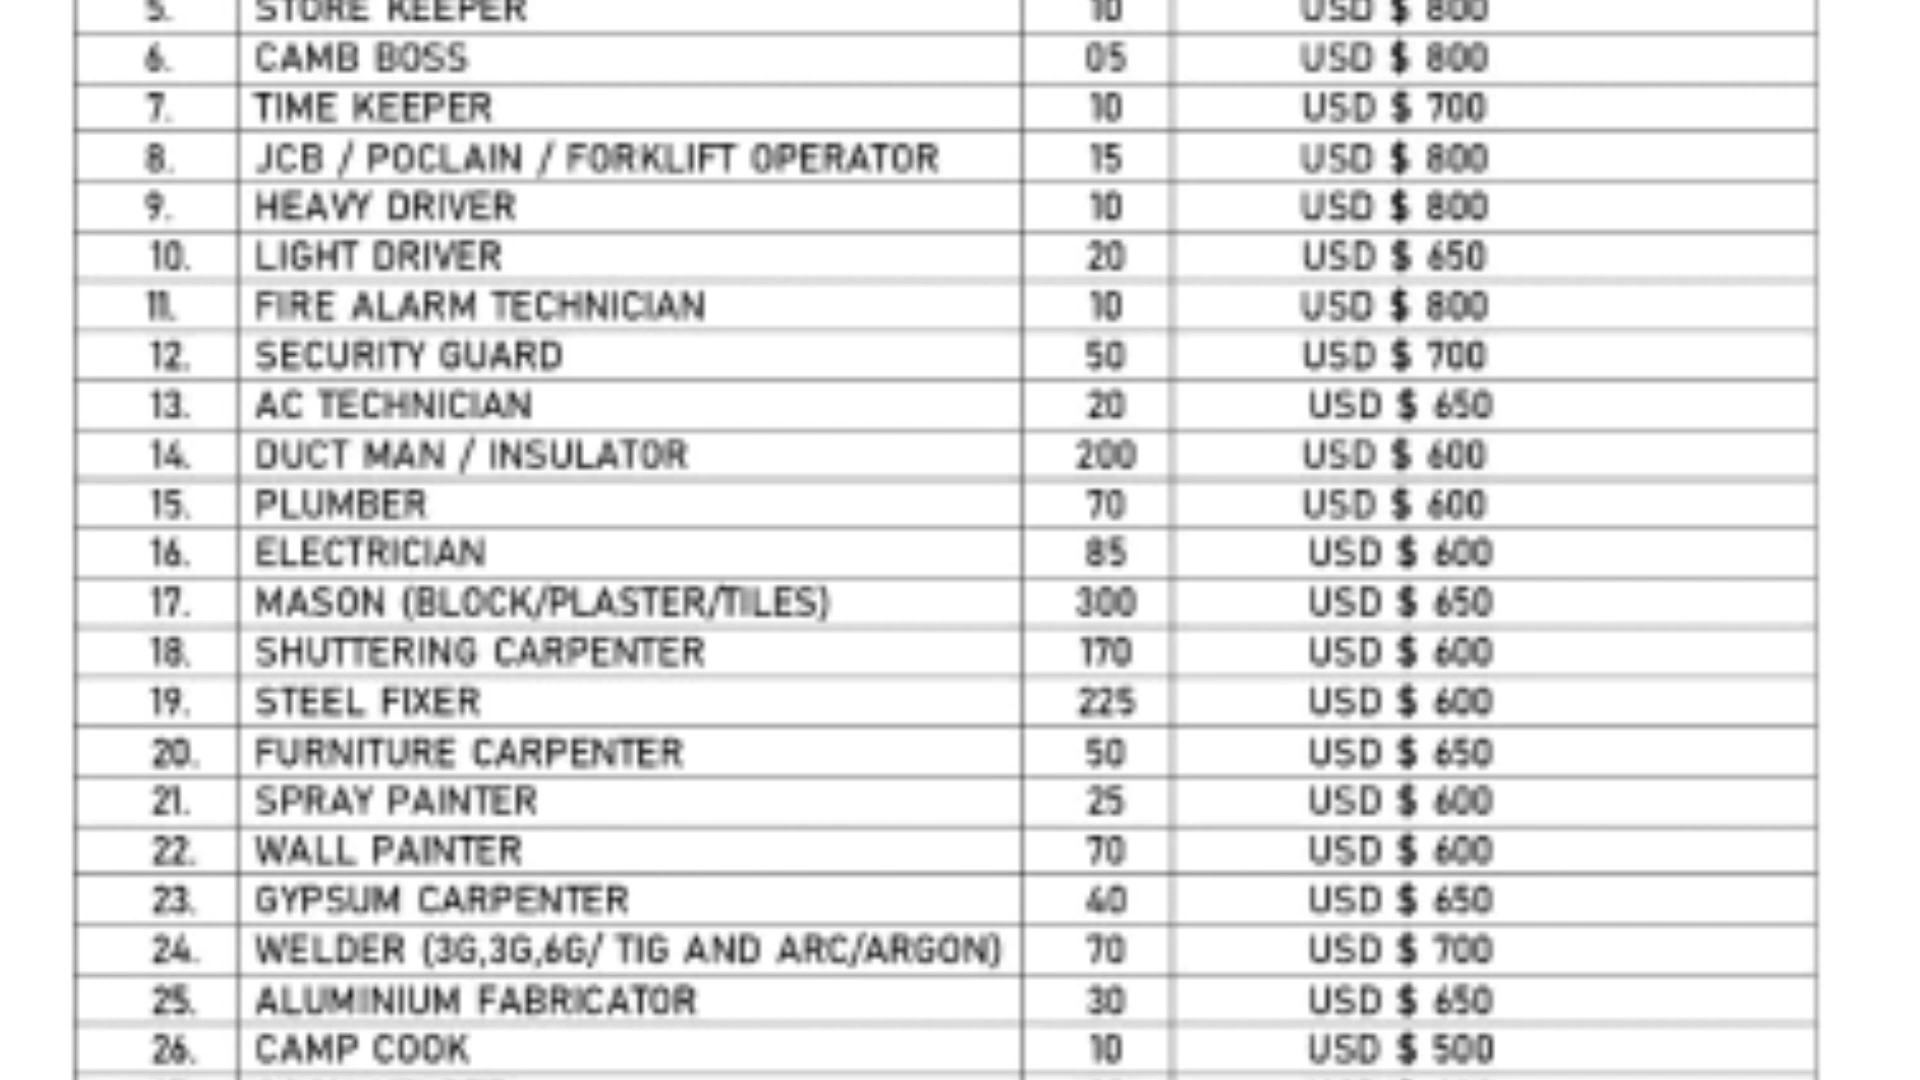 5. STORE KEEPER 10 USD $ 800
6. CAMB BOSS 05 USD $ 800
7. TIME KEEPER 10 USD $ 700
8. JCB / POCLAIN / FORKLIFT OPERATOR 15 USD $ 800
9. HEAVY DRIVER 10 USD $ 800
10. LIGHT DRIVER 20 USD $ 650
11. FIRE ALARM TECHNICIAN 10 USD $ 800
12. SECURITY GUARD 50 USD $ 700
13. AC TECHNICIAN 20 USD $ 650
14. DUCT MAN / INSULATOR 200 USD $ 600
15. PLUMBER 70 USD $ 600
16. ELECTRICIAN 85 USD $ 600
17. MASON (BLOCK/PLASTER/TILES) 300 USD $ 650
18. SHUTTERING CARPENTER 170 USD $ 600
19. STEEL FIXER 225 USD $ 600
20. FURNITURE CARPENTER 50 USD $ 650
21. SPRAY PAINTER 25 USD $ 600
22. WALL PAINTER 70 USD $ 600
23. GYPSUM CARPENTER 40 USD $ 650
24. WELDER (3G,3G,6G/ TIG AND ARC/ARGON) 70 USD $ 700
25. ALUMINIUM FABRICATOR 30 USD $ 650
26. CAMP COOK 10 USD $ 500